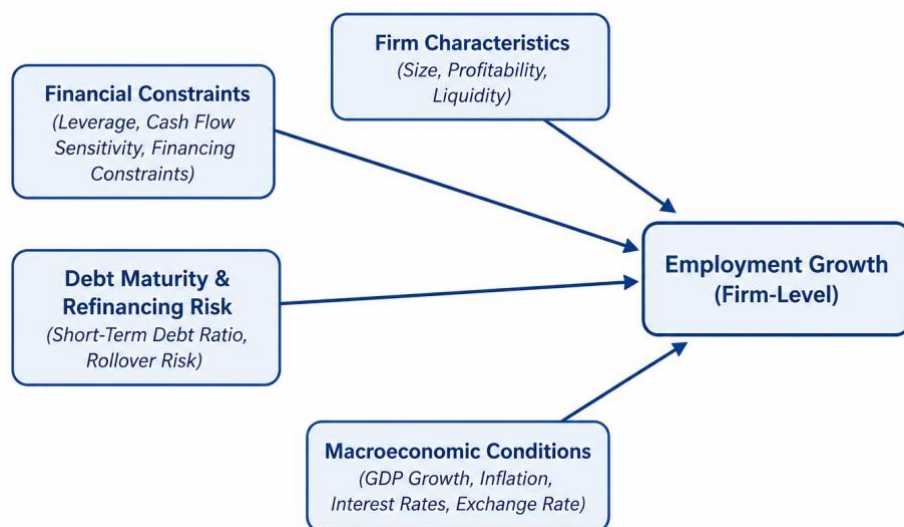 Firm Characteristics
(Size, Profitability,
Liquidity)
Financial Constraints
(Leverage, Cash Flow
Sensitivity, Financing
Constraints)
Debt Maturity &
Refinancing Risk
(Short-Term Debt Ratio,
Rollover Risk)
Employment Growth
(Firm-Level)
Macroeconomic Conditions
(GDP Growth, Inflation,
Interest Rates, Exchange Rate)